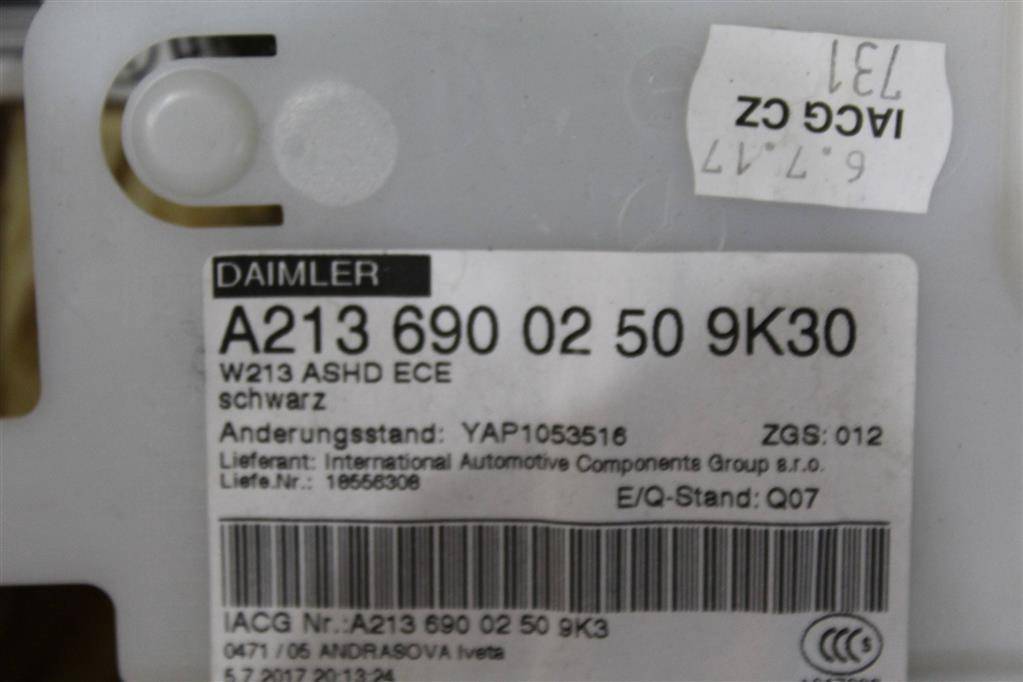 731
IACG CZ
6.7.17
DAIMLER
A213 690 02 50 9K30
W213 ASHD ECE
schwarz
Anderungsstand: YAP1053516 ZGS: 012
Lieferant: International Automotive Components Group s.r.o.
Liefe.Nr.: 18556308
E/Q-Stand: Q07
IACG Nr.:A213 690 02 50 9K3
0471 / 05 ANDRASOVA Iveta
5.7.2017 20:13:24
CCC S